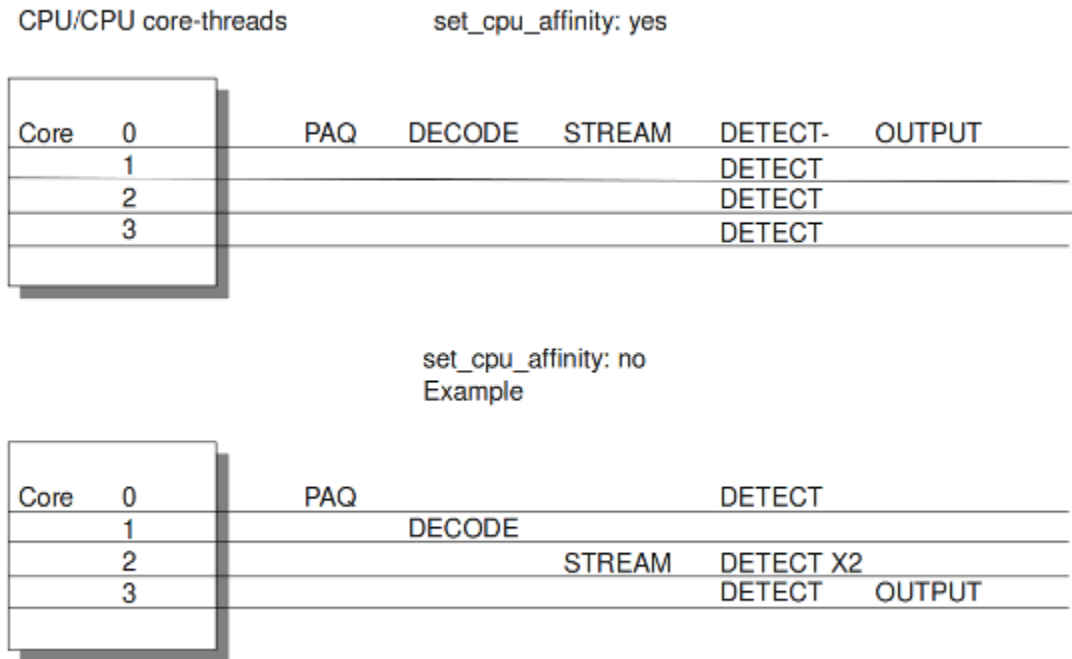 CPU/CPU core-threads set_cpu_affinity: yes
Core 0 PAQ DECODE STREAM DETECT- OUTPUT
1 DETECT
2 DETECT
3 DETECT
set_cpu_affinity: no
Example
Core 0 PAQ DETECT
1 DECODE
2 STREAM DETECT X2
3 DETECT OUTPUT